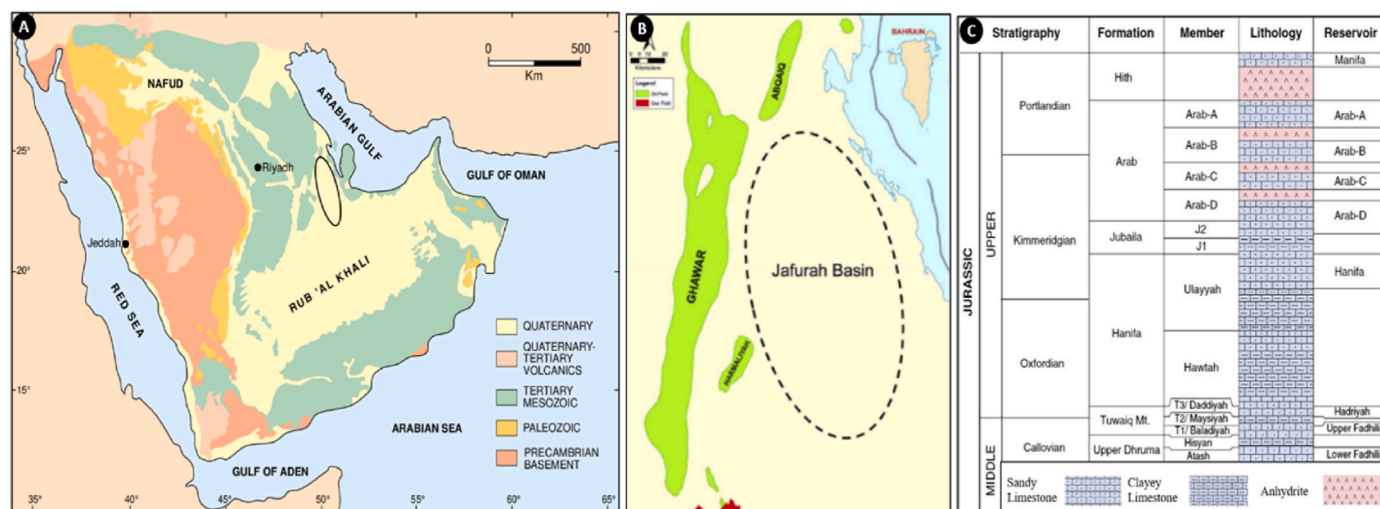 A
0 500
Km
NAFUD
ARABIAN GULF
25°
Riyadh
GULF OF OMAN
Jeddah
20°
RUB 'AL KHALI
RED SEA
QUATERNARY
QUATERNARY-
TERTIARY
VOLCANICS
TERTIARY
MESOZOIC
PALEOZOIC
PRECAMBRIAN
BASEMENT
15°
ARABIAN SEA
GULF OF ADEN
35° 40° 45° 50° 55° 60° 65°
B
BAHRAIN
Kilometers
Legend
Oil Field
Gas Field
ABQAIQ
GHAWAR
Jafurah Basin
HARMALIYAH
C
Stratigraphy Formation Member Lithology Reservoir
JURASSIC
UPPER
MIDDLE
Portlandian
Kimmeridgian
Oxfordian
Callovian
Hith
Arab
Jubaila
Hanifa
Tuwaiq Mt.
Upper Dhruma
Arab-A
Arab-B
Arab-C
Arab-D
J2
J1
Ulayyah
Hawtah
T3/ Daddiyah
T2/ Maysiyah
T1/ Baladiyah
Hisyan
Atash
Manifa
Arab-A
Arab-B
Arab-C
Arab-D
Hanifa
Hadriyah
Upper Fadhili
Lower Fadhili
Sandy
Limestone
Clayey
Limestone
Anhydrite